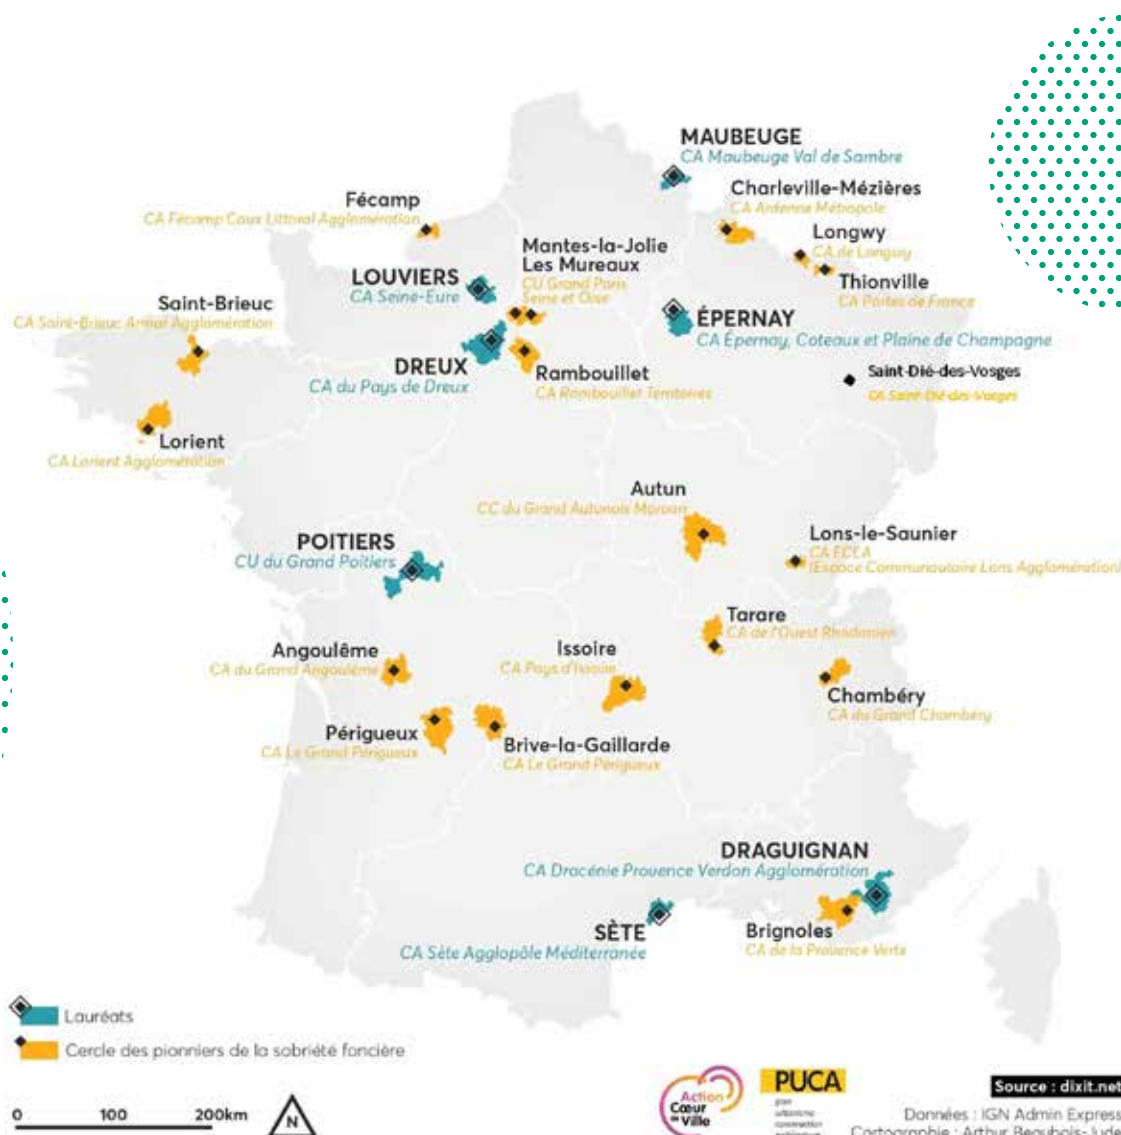 MAUBEUGE
CA Maubeuge Val de Sambre
Charleville-Mézières
CA Ardenne Métropole
Fécamp
CA Fécamp Caux Littoral Agglomération
Longwy
CA de Longwy
Mantes-la-Jolie
Les Mureaux
CU Grand Paris
Seine et Oise
Thionville
CA Portes de France
LOUVIERS
CA Seine-Eure
Saint-Brieuc
CA Saint-Brieuc Armor Agglomération
ÉPERNAY
CA Épernay, Coteaux et Plaine de Champagne
DREUX
CA du Pays de Dreux
Rambouillet
CA Rambouillet Territoires
Saint-Dié-des-Vosges
CA Saint-Dié-des-Vosges
Lorient
CA Lorient Agglomération
Autun
CC du Grand Autunois Morvan
Lons-le-Saunier
CA ECLA
(Espace Communautaire Lons Agglomération)
POITIERS
CU du Grand Poitiers
Tarare
CA de l'Ouest Rhodanien
Angoulême
CA du Grand Angoulême
Issoire
CA Pays d'Issoire
Chambéry
CA du Grand Chambéry
Périgueux
CA Le Grand Périgueux
Brive-la-Gaillarde
CA Le Grand Périgueux
DRAGUIGNAN
CA Dracénie Provence Verdon Agglomération
SÈTE
CA Sète Agglopôle Méditerranée
Brignoles
CA de la Provence Verte
Lauréats
Cercle des pionniers de la sobriété foncière
0 100 200km
N
Action
Cœur
de Ville
PUCA
plan
urbanisme
construction
architecture
Source : dixit.net
Données : IGN Admin Express
Cartographie : Arthur Beaubois-Jude